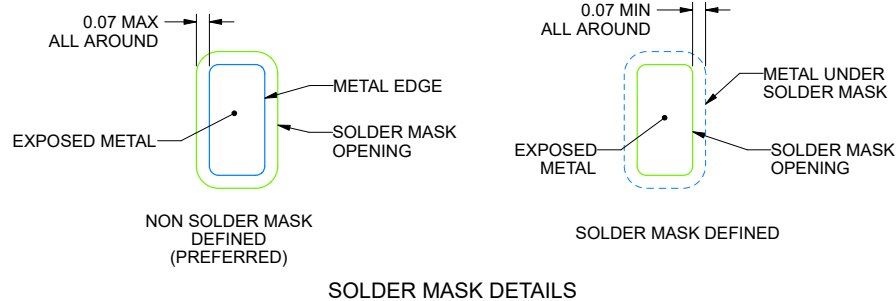 0.07 MAX
ALL AROUND
METAL EDGE
EXPOSED METAL
SOLDER MASK
OPENING
NON SOLDER MASK
DEFINED
(PREFERRED)
0.07 MIN
ALL AROUND
METAL UNDER
SOLDER MASK
EXPOSED
METAL
SOLDER MASK
OPENING
SOLDER MASK DEFINED
SOLDER MASK DETAILS